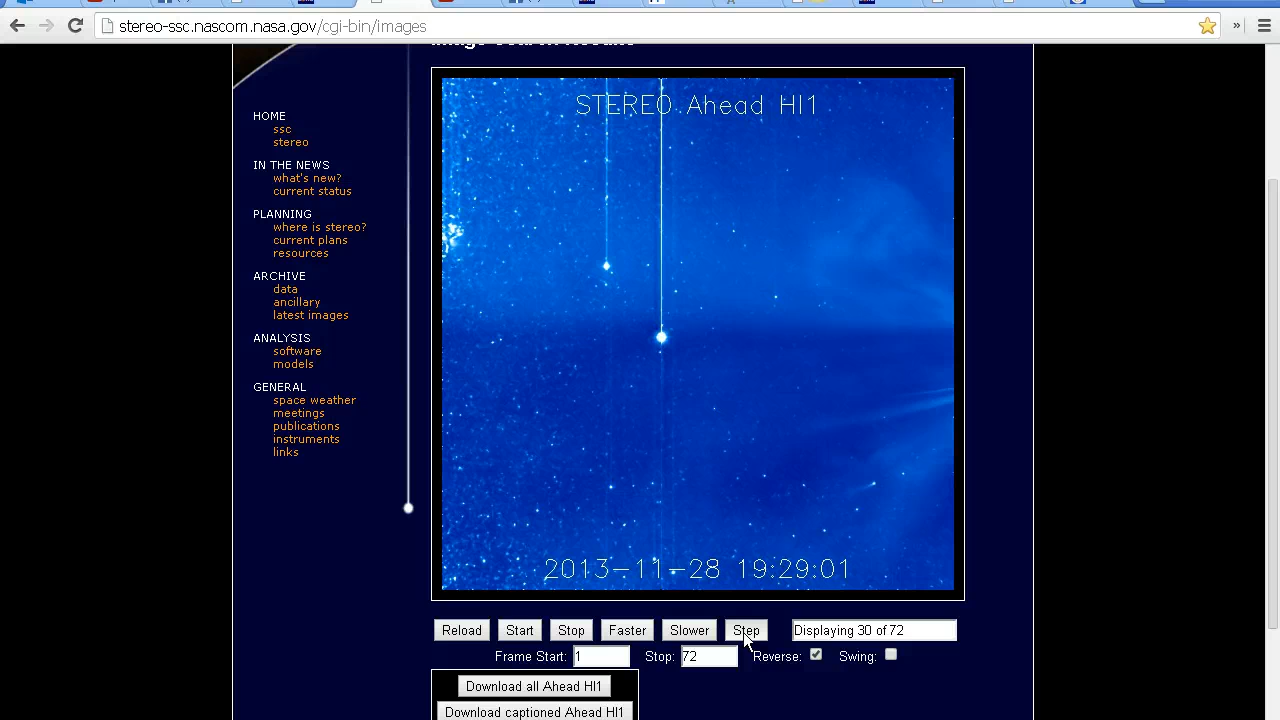 stereo-ssc.nascom.nasa.gov/cgi-bin/images
»
HOME
ssc
stereo
IN THE NEWS
what's new?
current status
PLANNING
where is stereo?
current plans
resources
ARCHIVE
data
ancillary
latest images
ANALYSIS
software
models
GENERAL
space weather
meetings
publications
instruments
links
STEREO Ahead HI1
2013-11-28 19:29:01
Reload Start Stop Faster Slower Step Displaying 30 of 72
Frame Start: 1 Stop: 72 Reverse: Swing:
Download all Ahead HI1
Download captioned Ahead HI1